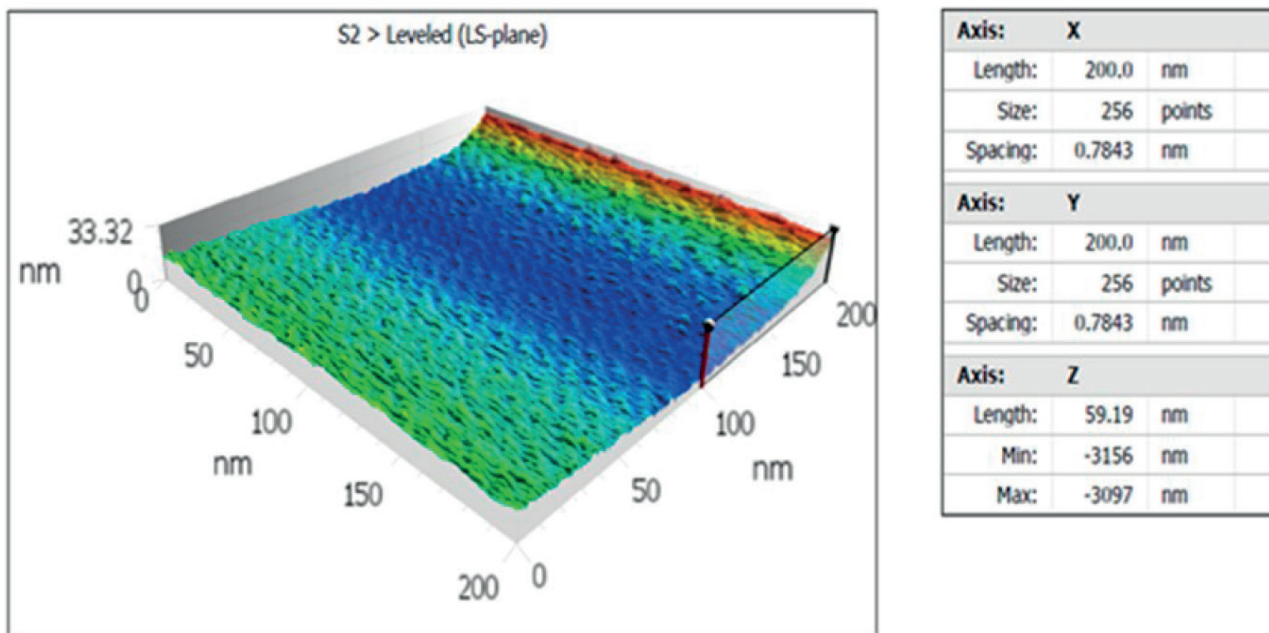 S2 > Leveled (LS-plane)
33.32
nm
0
0
50
100
nm
150
200
0
50
nm
100
150
200
Axis: X
Length: 200.0 nm
Size: 256 points
Spacing: 0.7843 nm
Axis: Y
Length: 200.0 nm
Size: 256 points
Spacing: 0.7843 nm
Axis: Z
Length: 59.19 nm
Min: -3156 nm
Max: -3097 nm